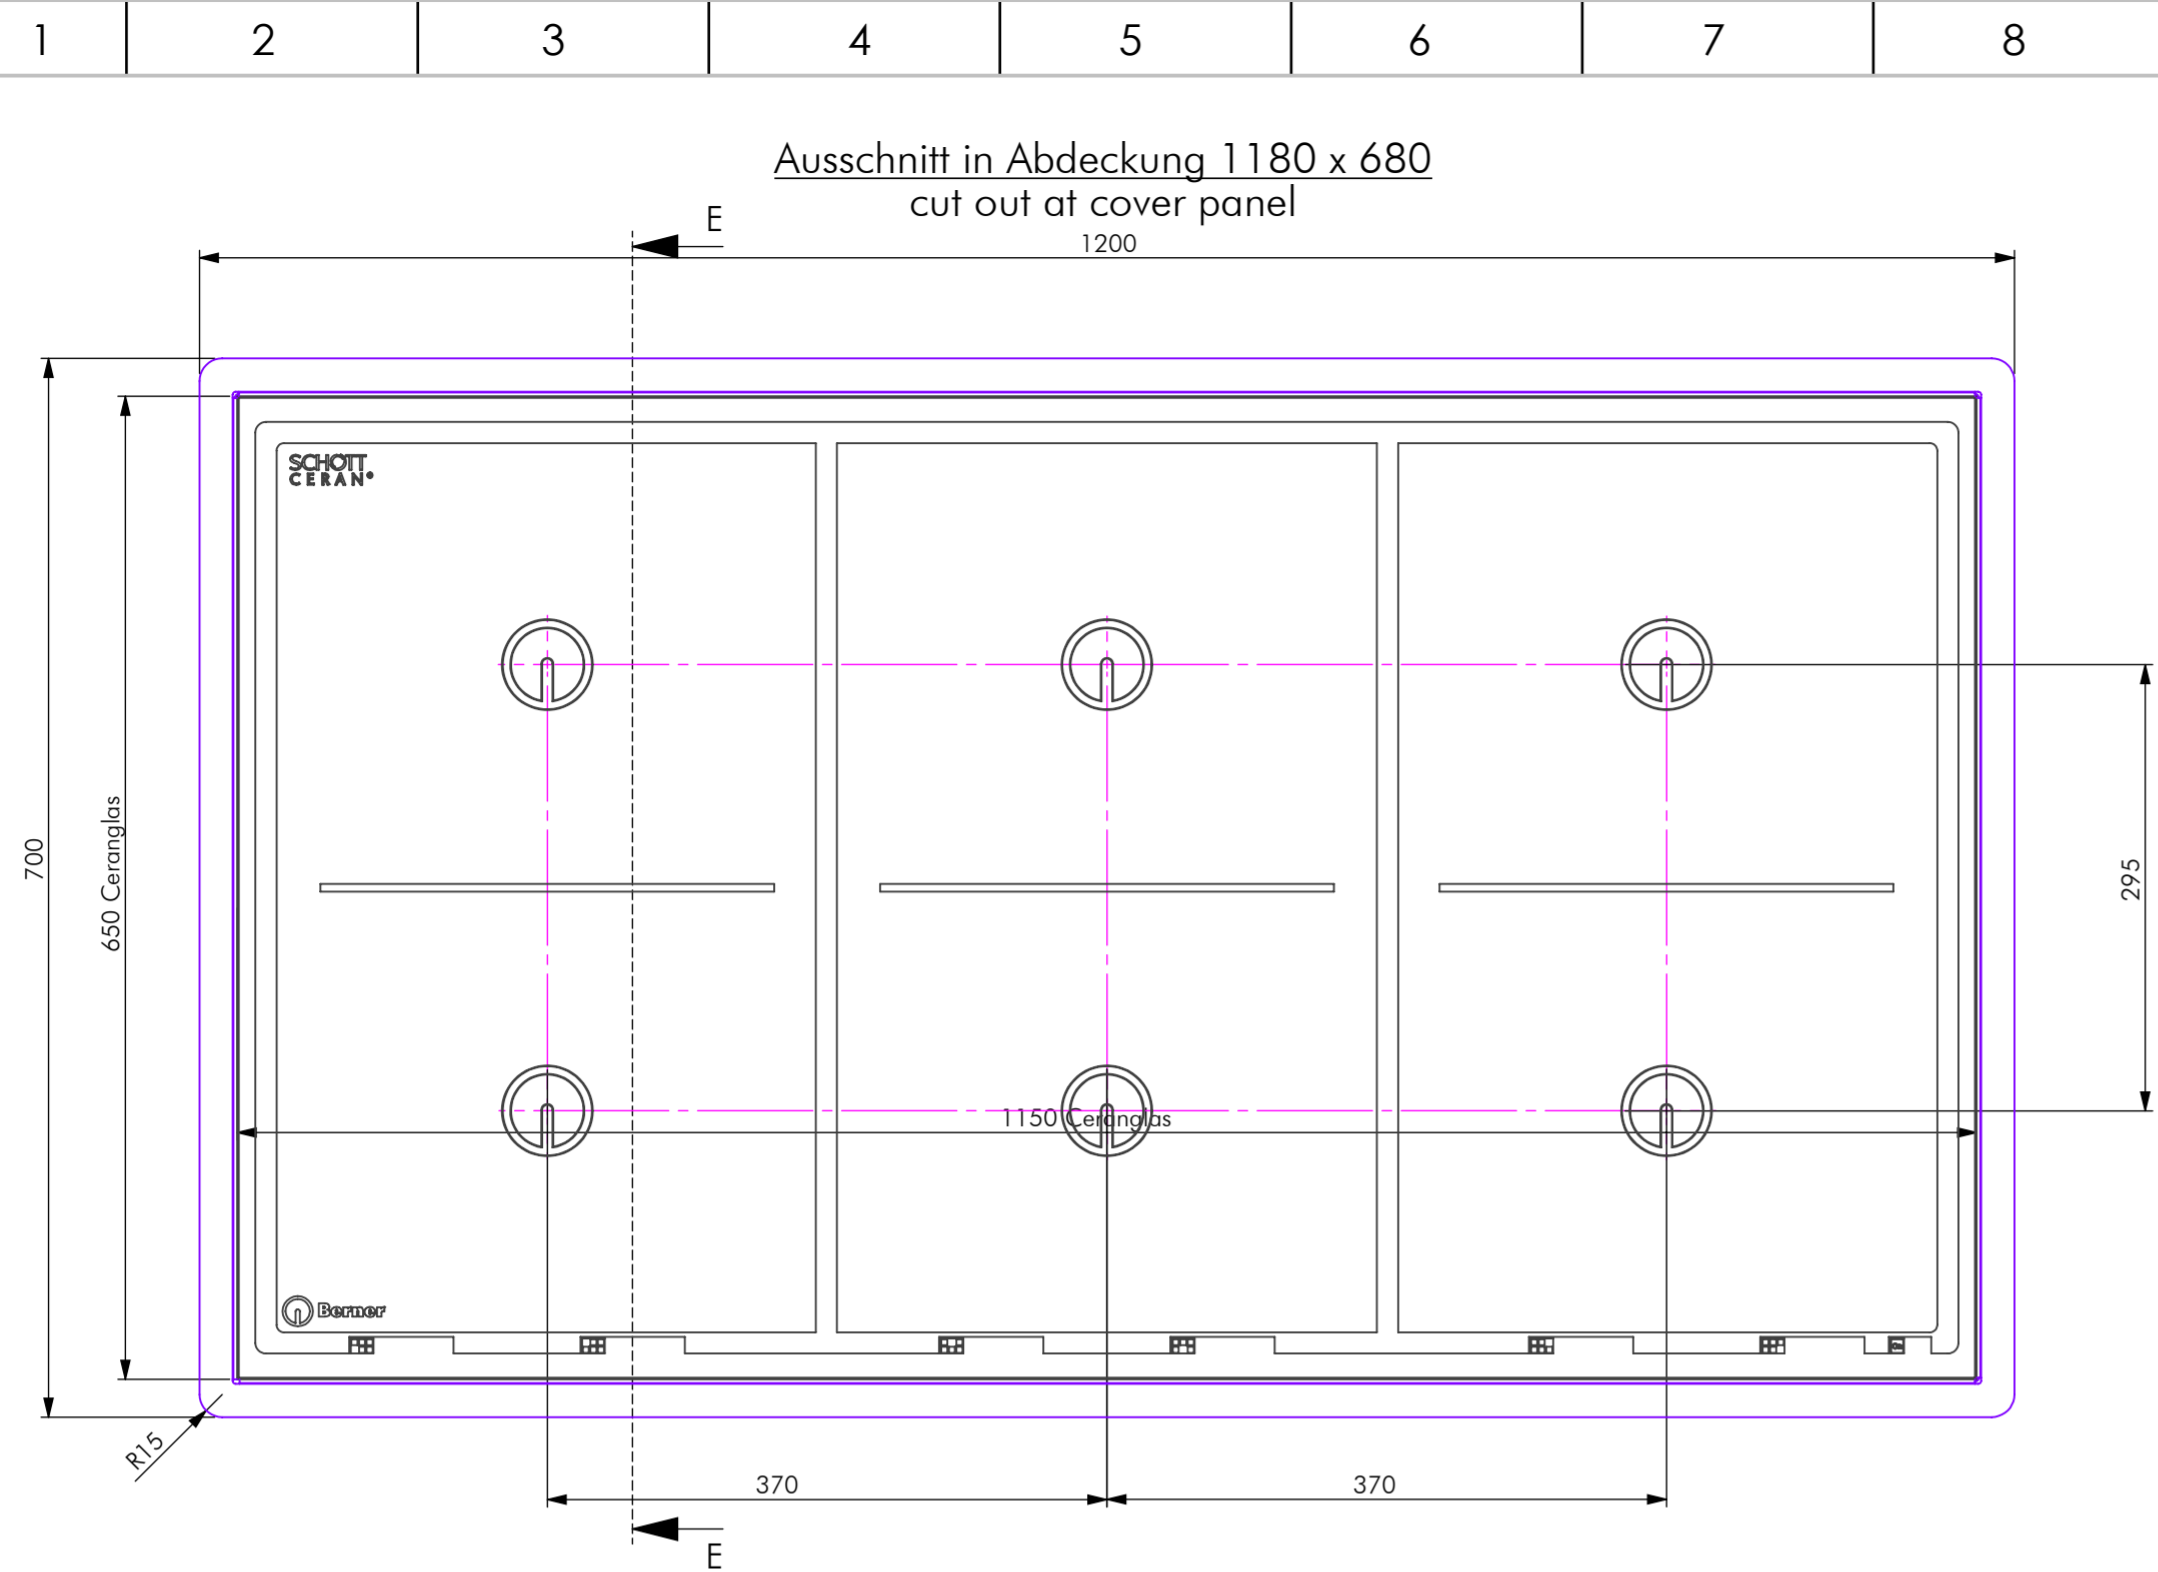 1 2 3 4 5 6 7 8
Ausschnitt in Abdeckung 1180 x 680
cut out at cover panel
E
1200
SCHOTT
CERAN®
700
650 Ceranglas
295
1150 Ceranglas
Berner
R15
370 370
E